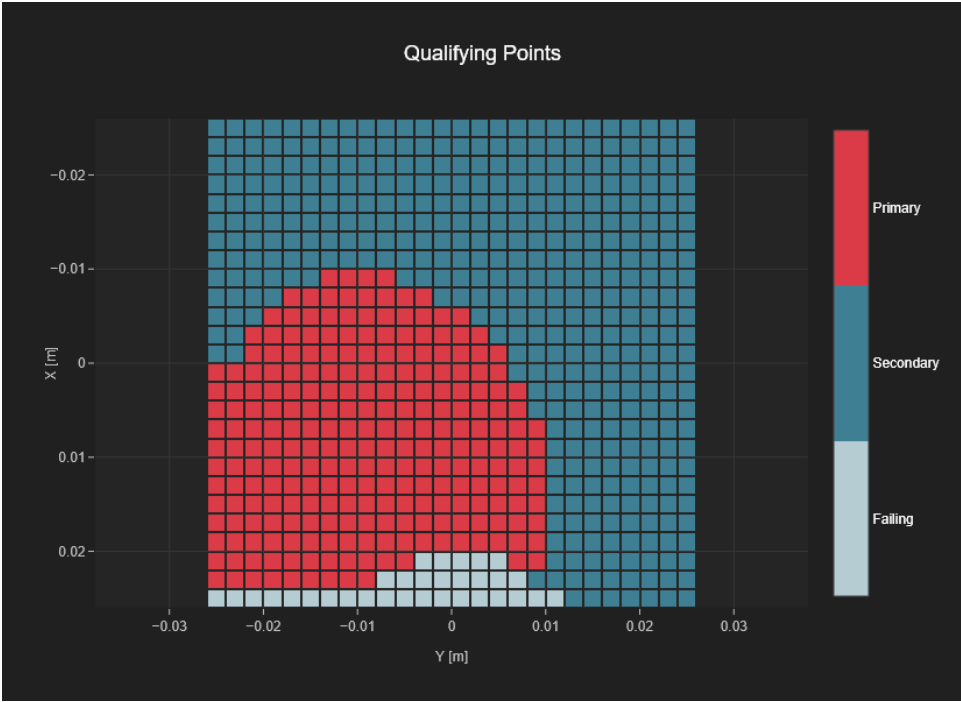 Qualifying Points
−0.02
−0.01
0
0.01
0.02
X [m]
−0.03
−0.02
−0.01
0
0.01
0.02
0.03
Y [m]
Primary
Secondary
Failing